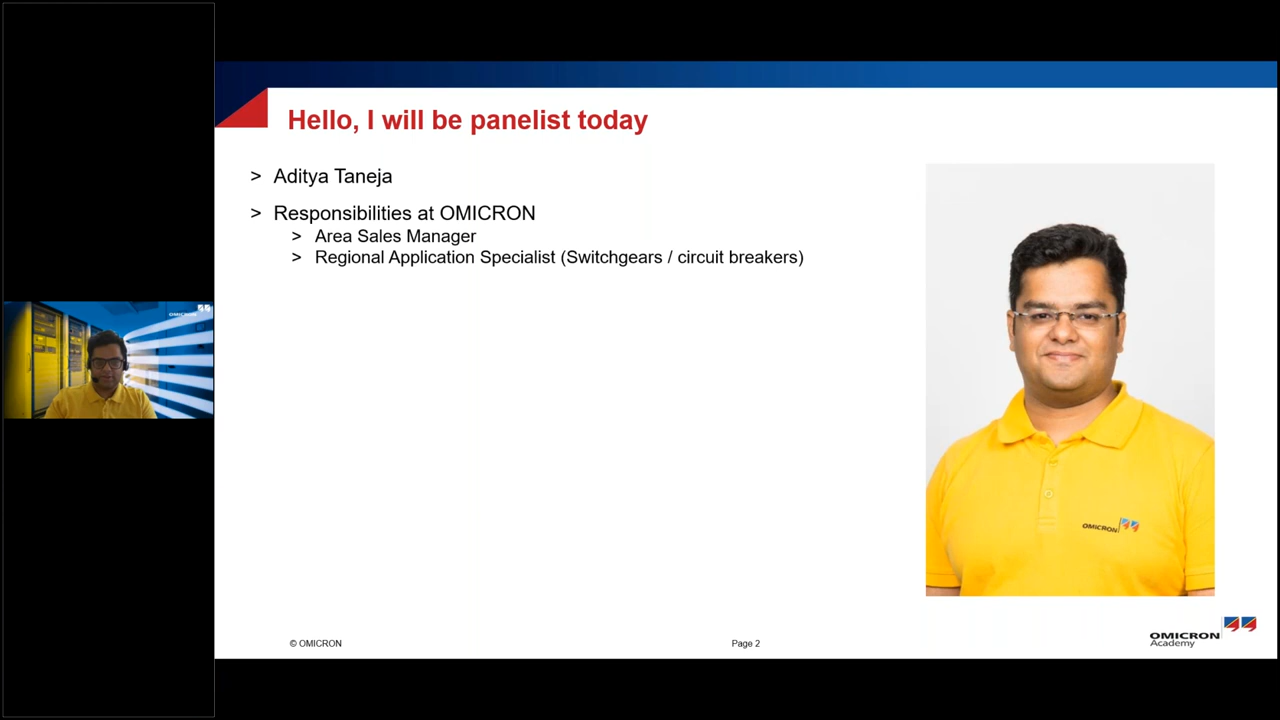 Hello, I will be panelist today
> Aditya Taneja
> Responsibilities at OMICRON
> Area Sales Manager
> Regional Application Specialist (Switchgears / circuit breakers)
OMICRON
OMICRON
© OMICRON
Page 2
OMICRON
Academy